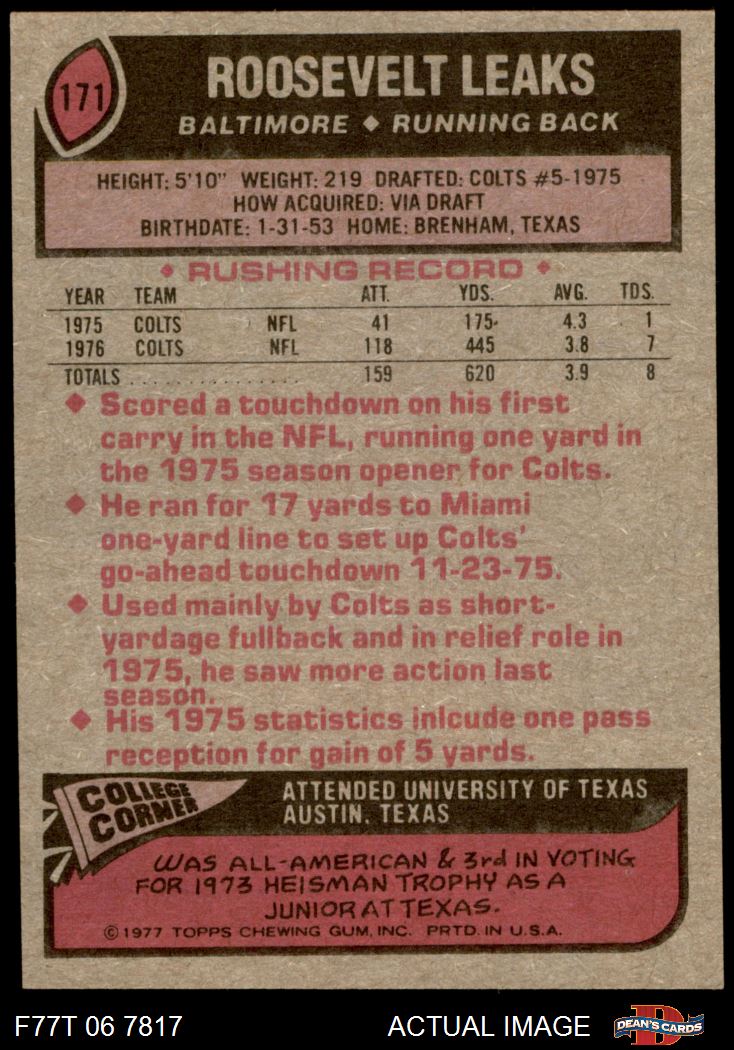 171
ROOSEVELT LEAKS
BALTIMORE ♦ RUNNING BACK
HEIGHT: 5'10" WEIGHT: 219 DRAFTED: COLTS #5-1975
HOW ACQUIRED: VIA DRAFT
BIRTHDATE: 1-31-53 HOME: BRENHAM, TEXAS
♦ RUSHING RECORD ♦
YEAR TEAM ATT. YDS. AVG. TDS.
1975 COLTS NFL 41 175 4.3 1
1976 COLTS NFL 118 445 3.8 7
TOTALS . . . . . . . . . . . . . . . . 159 620 3.9 8
♦ Scored a touchdown on his first
carry in the NFL, running one yard in
the 1975 season opener for Colts.
♦ He ran for 17 yards to Miami
one-yard line to set up Colts'
go-ahead touchdown 11-23-75.
♦ Used mainly by Colts as short-
yardage fullback and in relief role in
1975, he saw more action last
season.
♦ His 1975 statistics inlcude one pass
reception for gain of 5 yards.
COLLEGE
CORNER
ATTENDED UNIVERSITY OF TEXAS
AUSTIN, TEXAS
WAS ALL-AMERICAN & 3rd IN VOTING
FOR 1973 HEISMAN TROPHY AS A
JUNIOR AT TEXAS.
© 1977 TOPPS CHEWING GUM, INC. PRTD. IN U.S.A.
F77T 06 7817 ACTUAL IMAGE DEAN'S CARDS